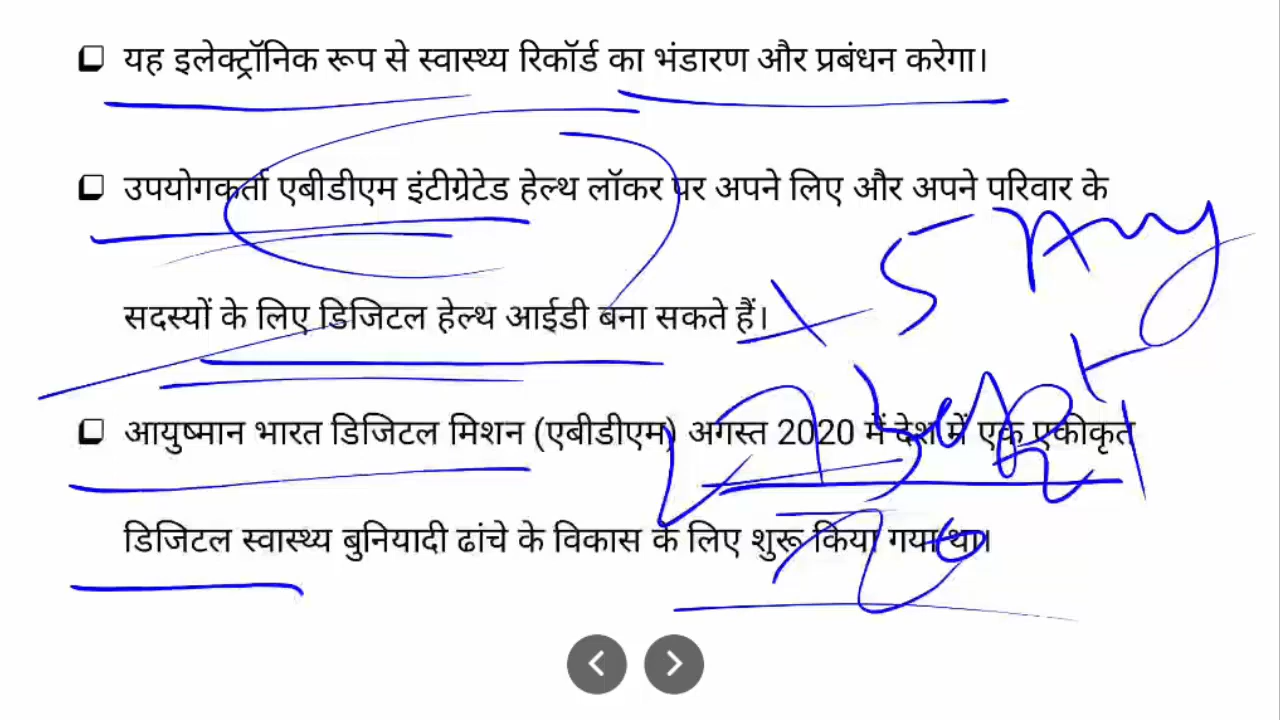 यह इलेक्ट्रॉनिक रूप से स्वास्थ्य रिकॉर्ड का भंडारण और प्रबंधन करेगा।
उपयोगकर्ता एबीडीएम इंटीग्रेटेड हेल्थ लॉकर पर अपने लिए और अपने परिवार के
सदस्यों के लिए डिजिटल हेल्थ आईडी बना सकते हैं।
आयुष्मान भारत डिजिटल मिशन (एबीडीएम) अगस्त 2020 में देश में एक एकीकृत
डिजिटल स्वास्थ्य बुनियादी ढांचे के विकास के लिए शुरू किया गया था।